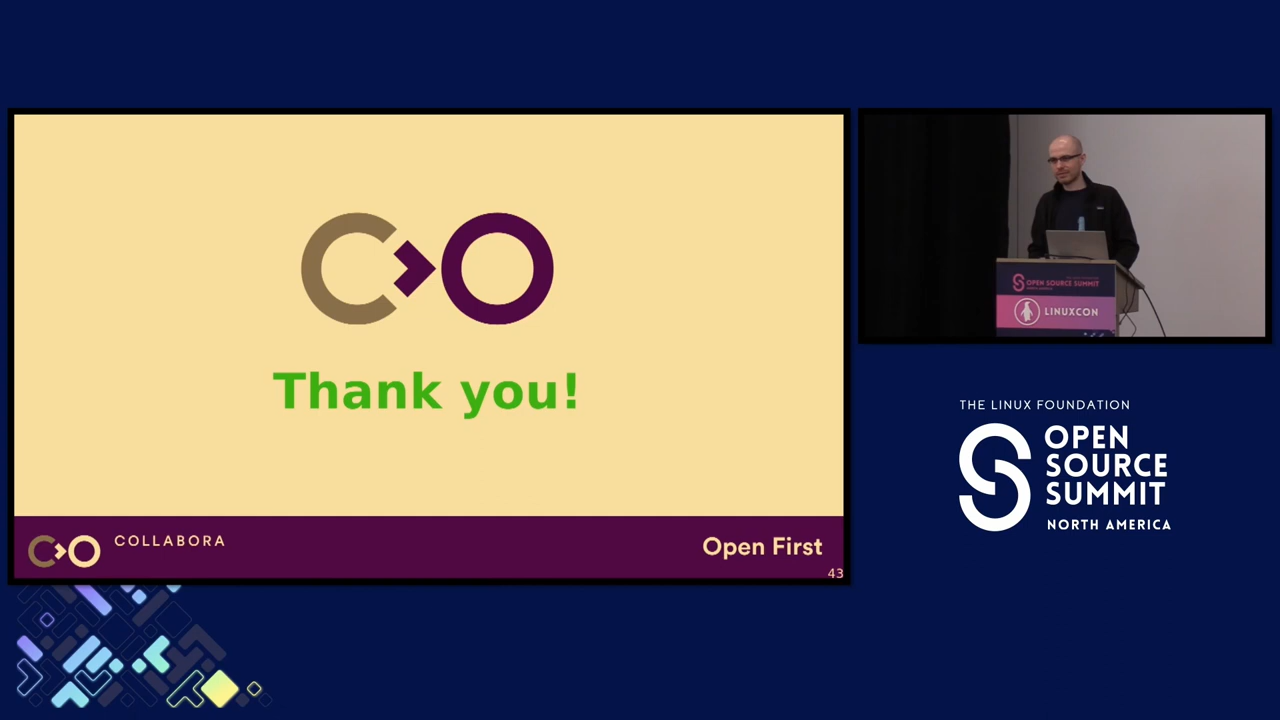 Thank you!
COLLABORA
Open First
43
OPEN SOURCE SUMMIT
LINUXCON
THE LINUX FOUNDATION
OPEN
SOURCE
SUMMIT
NORTH AMERICA